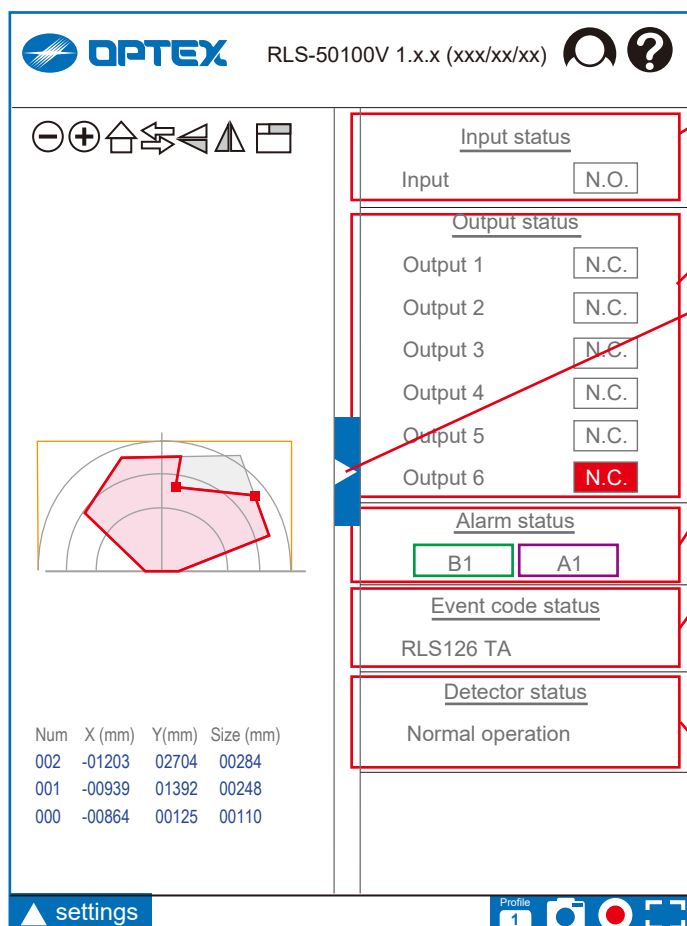 OPTEX
RLS-50100V 1.x.x (xxx/xx/xx)
?
Input status
Input N.O.
Output status
Output 1 N.C.
Output 2 N.C.
Output 3 N.C.
Output 4 N.C.
Output 5 N.C.
Output 6 N.C.
Alarm status
B1 A1
Event code status
RLS126 TA
Detector status
Normal operation
Num X (mm) Y(mm) Size (mm)
002 -01203 02704 00284
001 -00939 01392 00248
000 -00864 00125 00110
settings
Profile
1